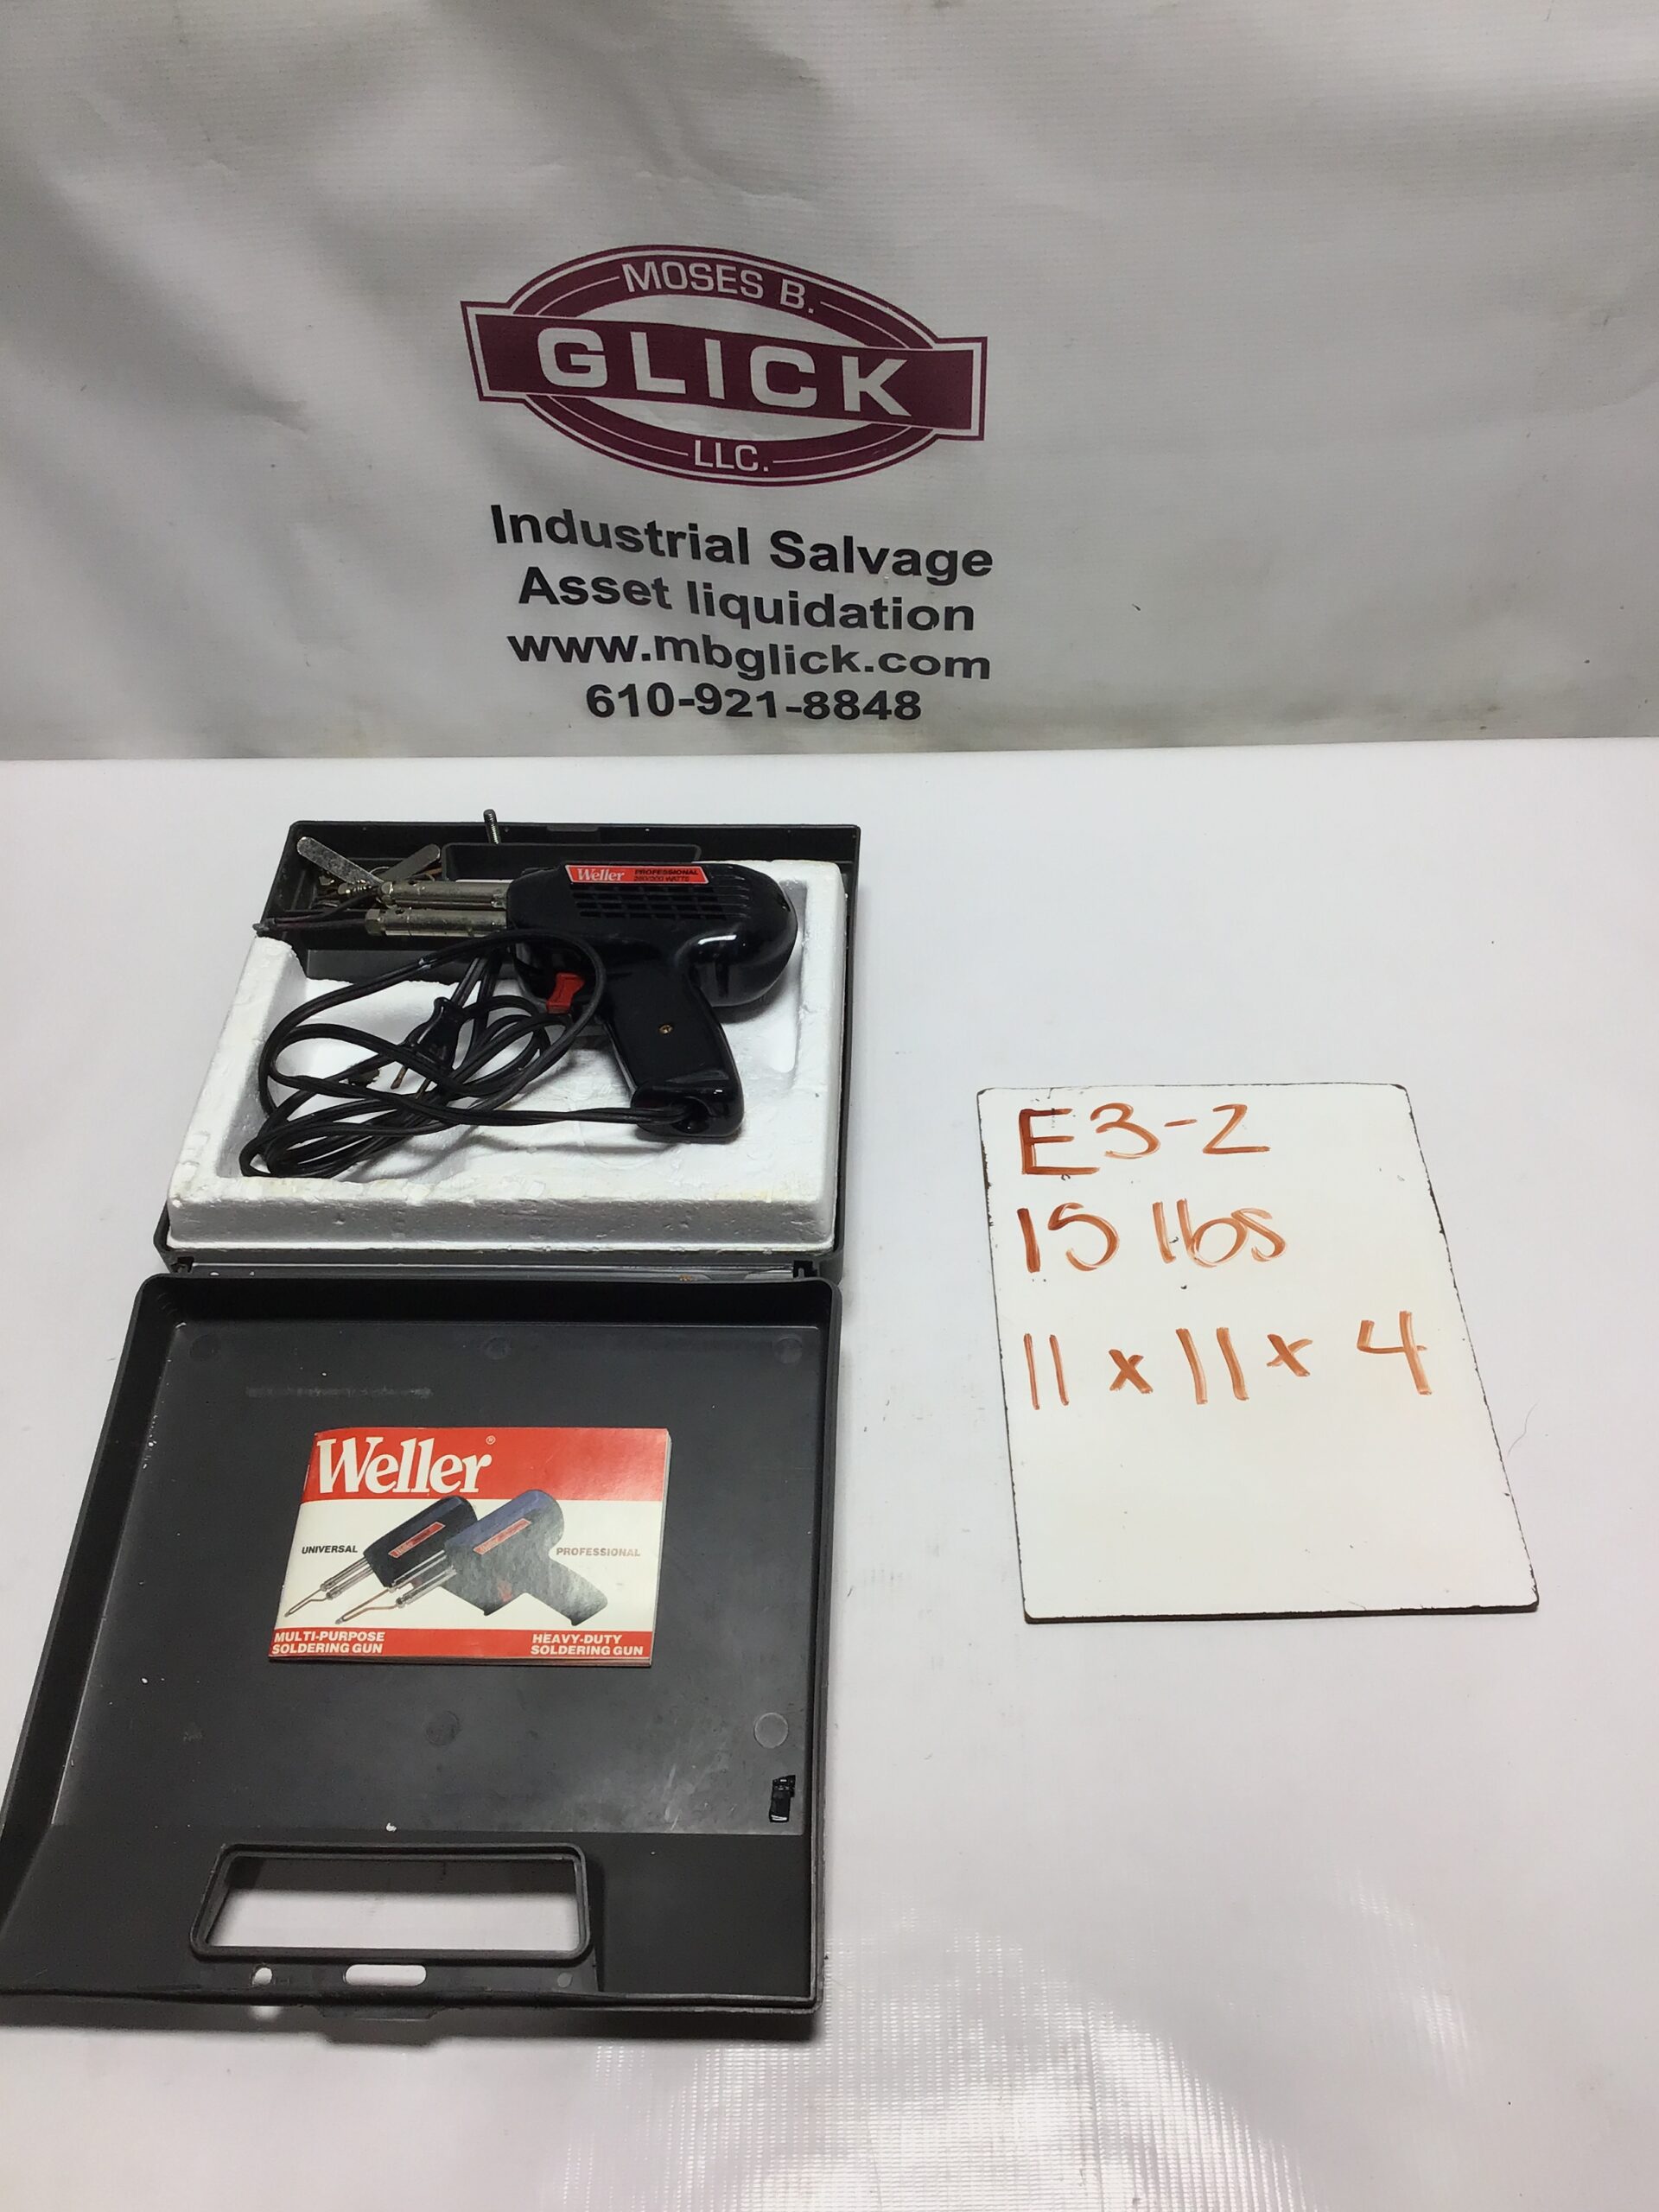 MOSES B.
GLICK
LLC.
Industrial Salvage
Asset liquidation
www.mbglick.com
610-921-8848
Weller PROFESSIONAL
WATTS
E3-2
15 lbs
11 x 11 x 4
Weller®
UNIVERSAL
PROFESSIONAL
MULTI-PURPOSE
SOLDERING GUN
HEAVY-DUTY
SOLDERING GUN